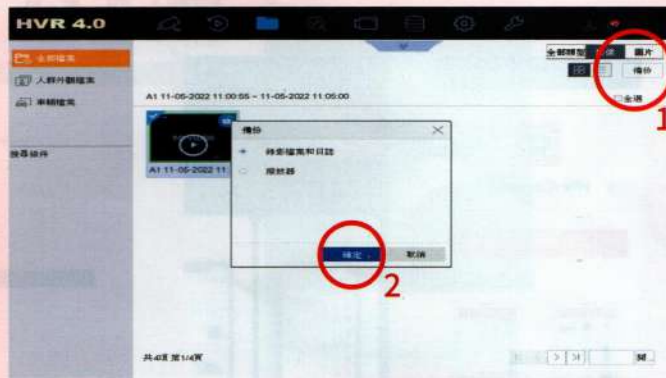 HVR 4.0
全部檔案
人群外觀檔案
車輛檔案
搜尋條件
全部類型
圖片
備份
全選
1
A1 11-05-2022 11:00:55 - 11-05-2022 11:05:00
A1 11-05-2022 11
備份
錄影檔案和日誌
播放器
確定
取消
2